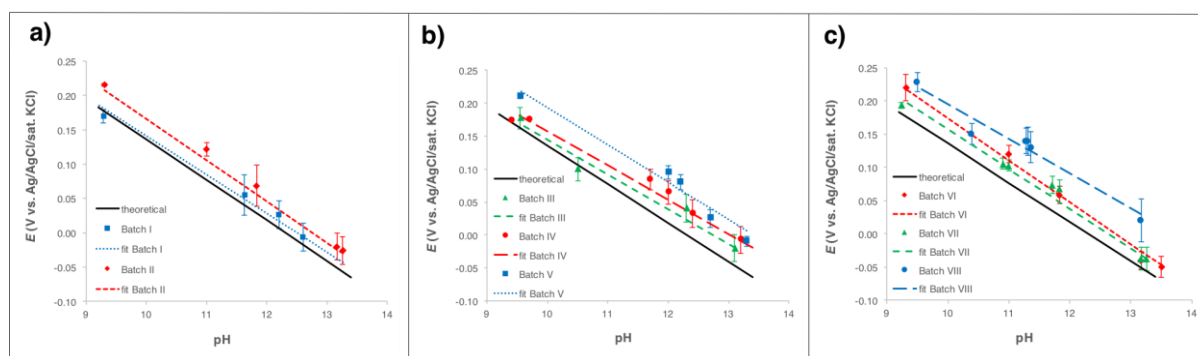 a)
0.25
0.20
0.15
0.10
0.05
0.00
-0.05
-0.10
E (V vs. Ag/AgCl/sat. KCl)
theoretical
Batch I
fit Batch I
Batch II
fit Batch II
9 10 11 12 13 14
pH
b)
0.25
0.20
0.15
0.10
0.05
0.00
-0.05
-0.10
E (V vs. Ag/AgCl/sat. KCl)
theoretical
Batch III
fit Batch III
Batch IV
fit Batch IV
Batch V
fit Batch V
9 10 11 12 13 14
pH
c)
0.25
0.20
0.15
0.10
0.05
0.00
-0.05
-0.10
E (V vs. Ag/AgCl/sat. KCl)
theoretical
Batch VI
fit Batch VI
Batch VII
fit Batch VII
Batch VIII
fit Batch VIII
9 10 11 12 13 14
pH